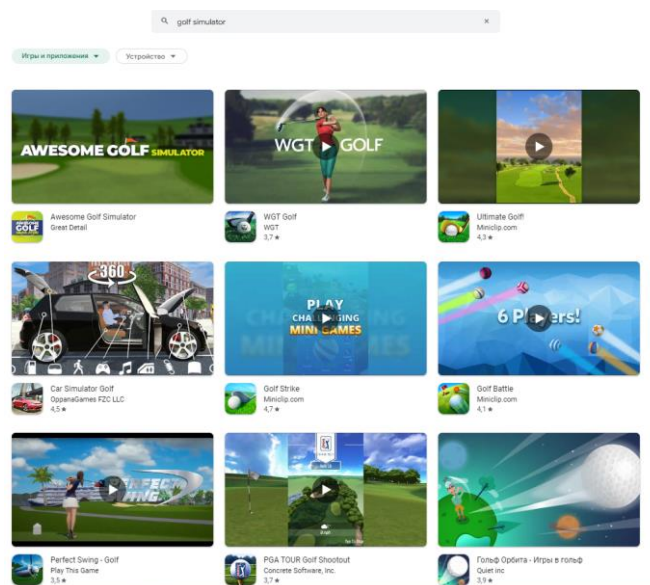 golf simulator
Игры и приложения
Устройство
AWESOME GOLF SIMULATOR
WGT GOLF
Awesome Golf Simulator
Great Detail
WGT Golf
WGT
3,7 ★
Ultimate Golf!
Miniclip.com
4,3 ★
360
PLAY
CHALLENGING
MINI GAMES
6 Players!
Car Simulator Golf
OppanaGames FZC LLC
4,5 ★
Golf Strike
Miniclip.com
4,7 ★
Golf Battle
Miniclip.com
4,1 ★
PERFECT
SWING
Perfect Swing - Golf
Play This Game
3,5 ★
PGA TOUR Golf Shootout
Concrete Software, Inc.
3,7 ★
Гольф Орбита - Игры в гольф
Quiet inc
3,9 ★